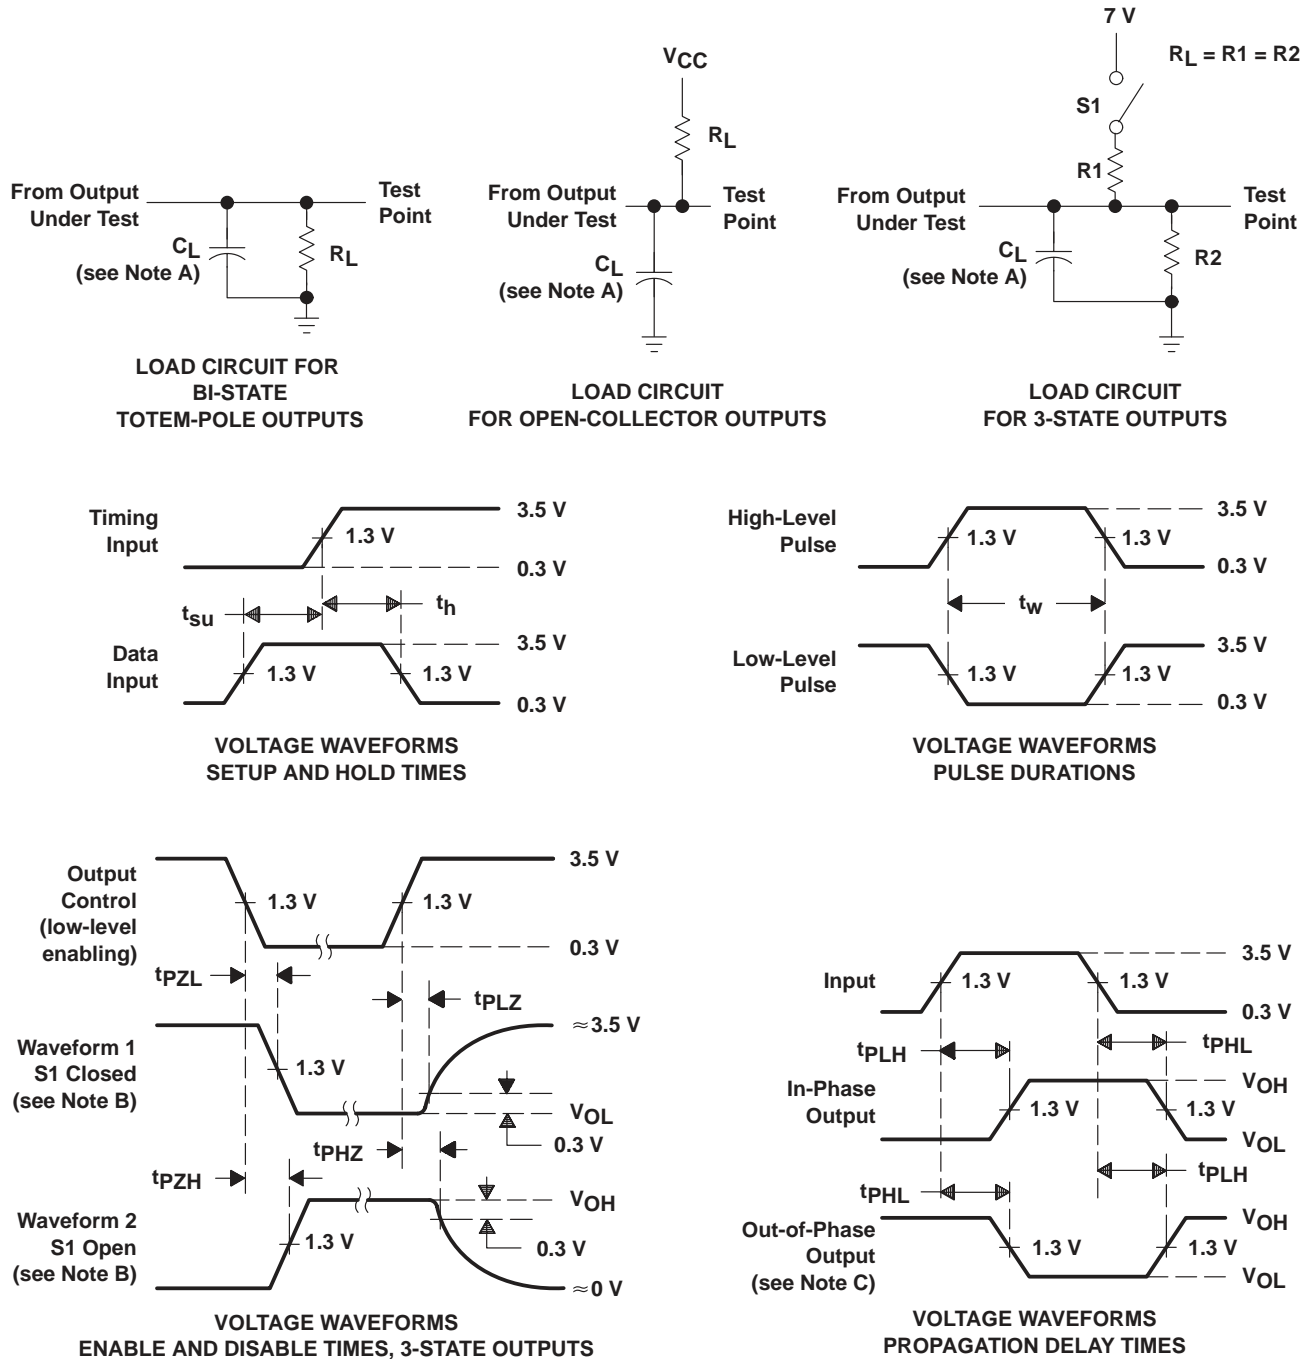 From Output
Under Test
Test
Point
CL
(see Note A)
RL
LOAD CIRCUIT FOR
BI-STATE
TOTEM-POLE OUTPUTS
VCC
RL
From Output
Under Test
Test
Point
CL
(see Note A)
LOAD CIRCUIT
FOR OPEN-COLLECTOR OUTPUTS
7 V
RL = R1 = R2
S1
R1
From Output
Under Test
Test
Point
CL
(see Note A)
R2
LOAD CIRCUIT
FOR 3-STATE OUTPUTS
Timing
Input
3.5 V
1.3 V
0.3 V
tsu
th
Data
Input
3.5 V
1.3 V
1.3 V
0.3 V
VOLTAGE WAVEFORMS
SETUP AND HOLD TIMES
High-Level
Pulse
3.5 V
1.3 V
1.3 V
0.3 V
tw
Low-Level
Pulse
3.5 V
1.3 V
1.3 V
0.3 V
VOLTAGE WAVEFORMS
PULSE DURATIONS
Output
Control
(low-level
enabling)
3.5 V
1.3 V
1.3 V
0.3 V
tPZL
tPLZ
Waveform 1
S1 Closed
(see Note B)
≈3.5 V
1.3 V
VOL
0.3 V
tPHZ
tPZH
Waveform 2
S1 Open
(see Note B)
VOH
1.3 V
0.3 V
≈0 V
VOLTAGE WAVEFORMS
ENABLE AND DISABLE TIMES, 3-STATE OUTPUTS
Input
3.5 V
1.3 V
1.3 V
0.3 V
tPLH
tPHL
In-Phase
Output
VOH
1.3 V
1.3 V
VOL
tPHL
tPLH
Out-of-Phase
Output
(see Note C)
VOH
1.3 V
1.3 V
VOL
VOLTAGE WAVEFORMS
PROPAGATION DELAY TIMES